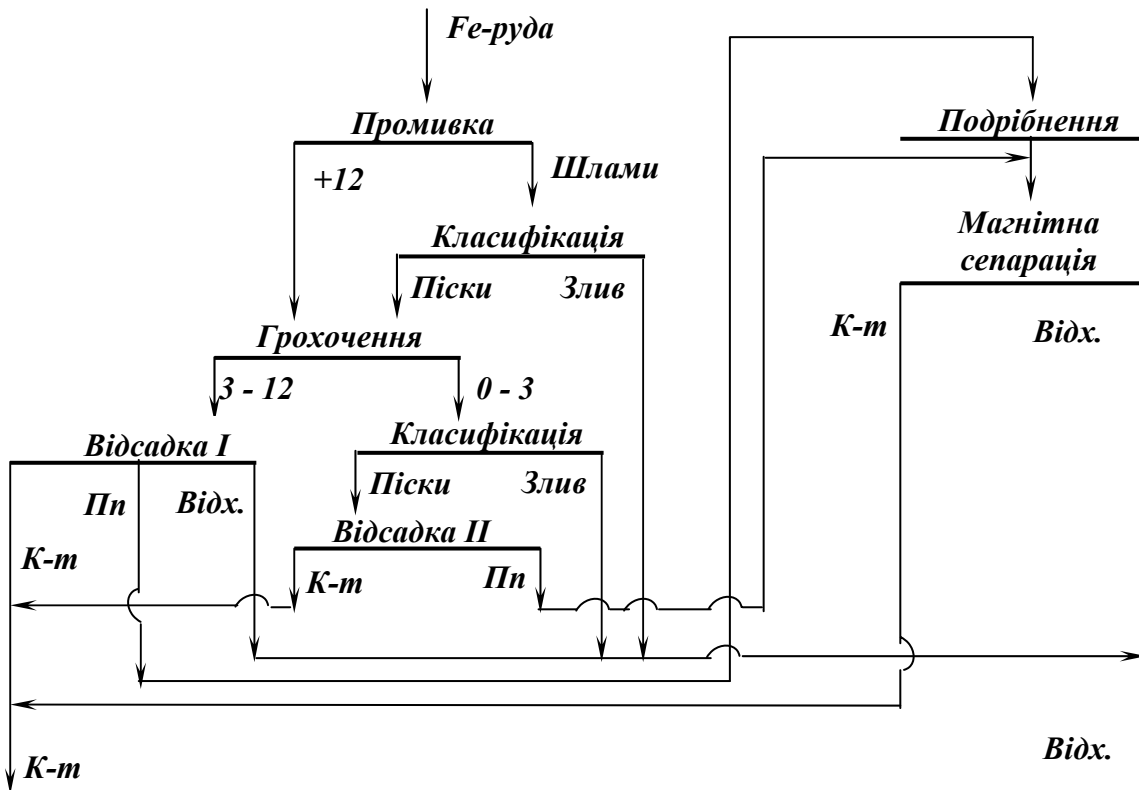 Fe-руда
Промивка
Подрібнення
+12
Шлами
Класифікація
Магнітна
сепарація
Піски
Злив
К-т
Відх.
Грохочення
3 - 12
0 - 3
Відсадка І
Класифікація
Пп
Відх.
Піски
Злив
Відсадка ІІ
К-т
К-т
Пп
Відх.
К-т